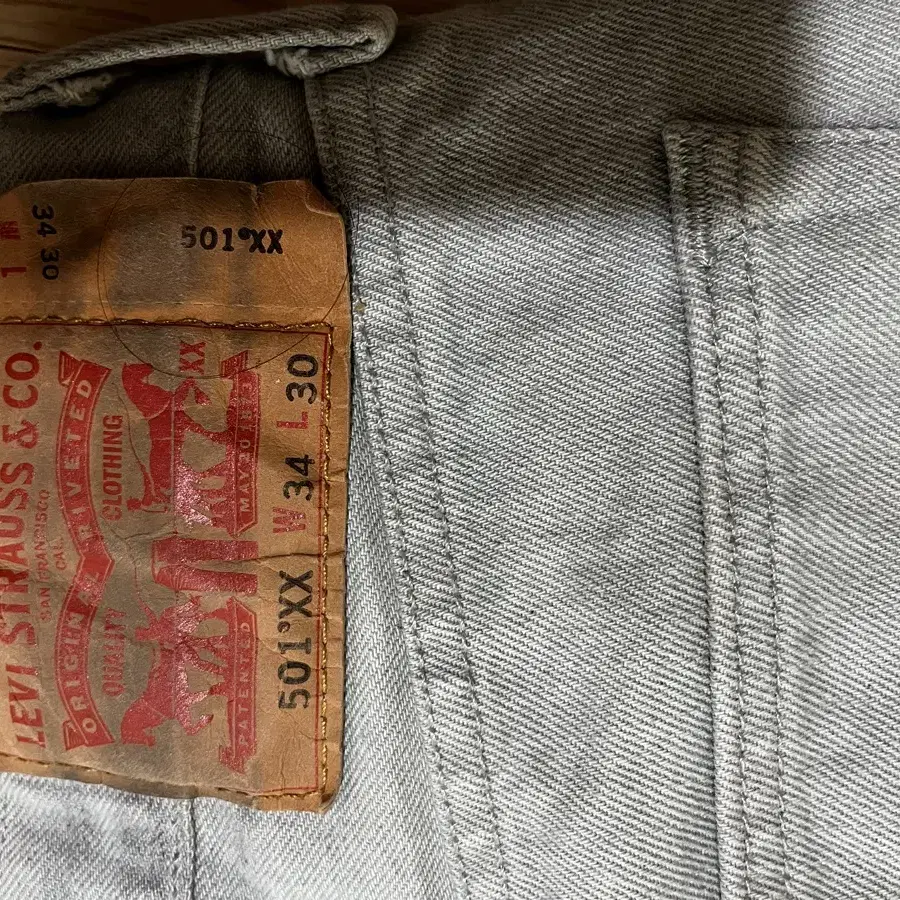 501°XX
34 30
1
LEVI STRAUSS & CO.
SAN FRANCISCO
CAL.
ORIGINAL RIVETED
QUALITY CLOTHING
XX
PATENTED MAY 20 1873
501°XX W 34 L 30